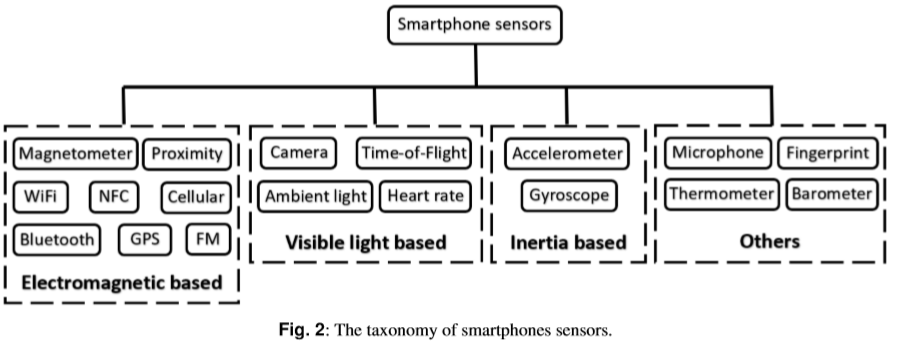 Smartphone sensors
Magnetometer Proximity
WiFi NFC Cellular
Bluetooth GPS FM
Electromagnetic based
Camera Time-of-Flight
Ambient light Heart rate
Visible light based
Accelerometer
Gyroscope
Inertia based
Microphone Fingerprint
Thermometer Barometer
Others
Fig. 2: The taxonomy of smartphones sensors.